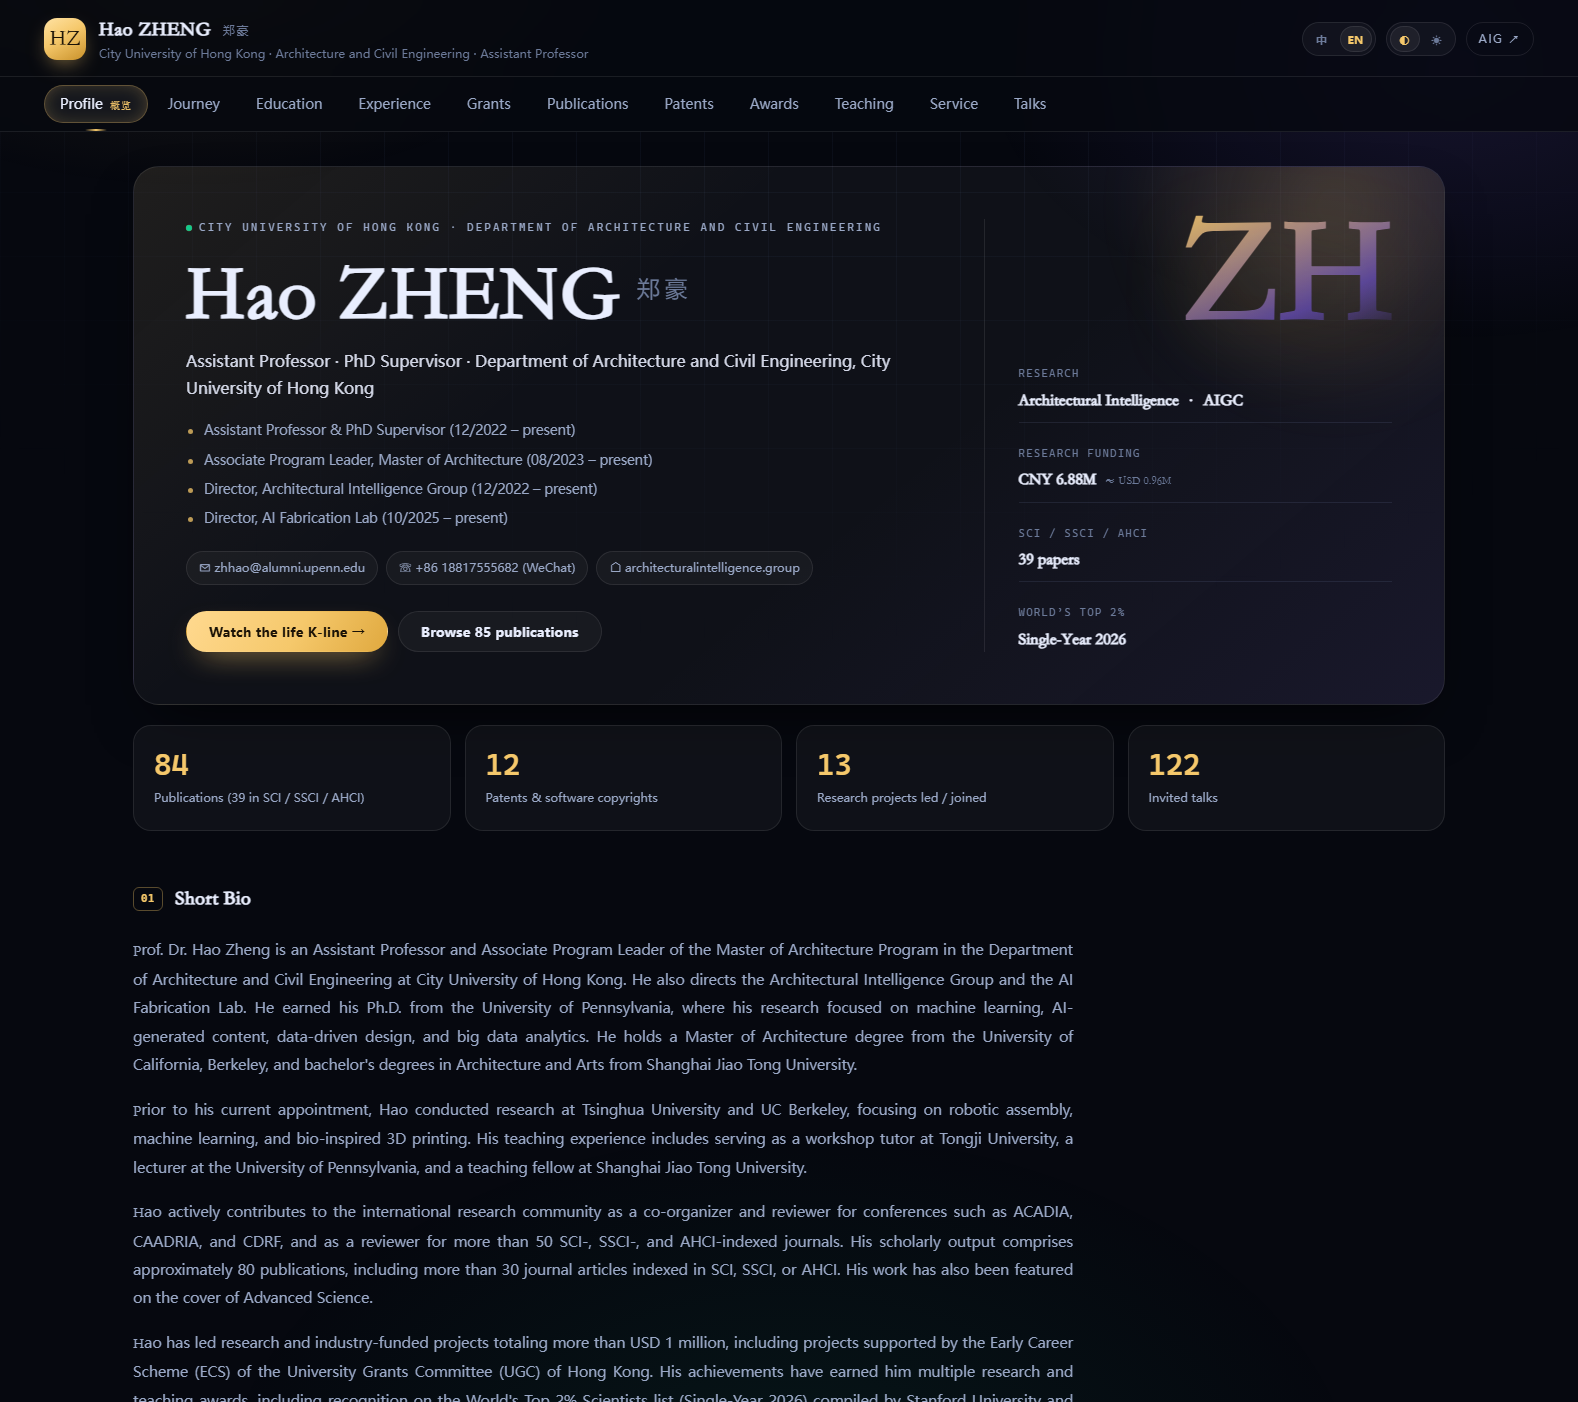 HZ
Hao ZHENG 郑豪
City University of Hong Kong · Architecture and Civil Engineering · Assistant Professor
中 EN ◐ ☀ AIG ↗
Profile 概览 Journey Education Experience Grants Publications Patents Awards Teaching Service Talks
CITY UNIVERSITY OF HONG KONG · DEPARTMENT OF ARCHITECTURE AND CIVIL ENGINEERING
Hao ZHENG 郑豪
Assistant Professor · PhD Supervisor · Department of Architecture and Civil Engineering, City
University of Hong Kong
Assistant Professor & PhD Supervisor (12/2022 – present)
Associate Program Leader, Master of Architecture (08/2023 – present)
Director, Architectural Intelligence Group (12/2022 – present)
Director, AI Fabrication Lab (10/2025 – present)
✉ zhhao@alumni.upenn.edu
☏ +86 18817555682 (WeChat)
architecturalintelligence.group
Watch the life K-line →
Browse 85 publications
ZH
RESEARCH
Architectural Intelligence · AIGC
RESEARCH FUNDING
CNY 6.88M ≈ USD 0.96M
SCI / SSCI / AHCI
39 papers
WORLD'S TOP 2%
Single-Year 2026
84
Publications (39 in SCI / SSCI / AHCI)
12
Patents & software copyrights
13
Research projects led / joined
122
Invited talks
01 Short Bio
Prof. Dr. Hao Zheng is an Assistant Professor and Associate Program Leader of the Master of Architecture Program in the Department
of Architecture and Civil Engineering at City University of Hong Kong. He also directs the Architectural Intelligence Group and the AI
Fabrication Lab. He earned his Ph.D. from the University of Pennsylvania, where his research focused on machine learning, AI-
generated content, data-driven design, and big data analytics. He holds a Master of Architecture degree from the University of
California, Berkeley, and bachelor's degrees in Architecture and Arts from Shanghai Jiao Tong University.
Prior to his current appointment, Hao conducted research at Tsinghua University and UC Berkeley, focusing on robotic assembly,
machine learning, and bio-inspired 3D printing. His teaching experience includes serving as a workshop tutor at Tongji University, a
lecturer at the University of Pennsylvania, and a teaching fellow at Shanghai Jiao Tong University.
Hao actively contributes to the international research community as a co-organizer and reviewer for conferences such as ACADIA,
CAADRIA, and CDRF, and as a reviewer for more than 50 SCI-, SSCI-, and AHCI-indexed journals. His scholarly output comprises
approximately 80 publications, including more than 30 journal articles indexed in SCI, SSCI, or AHCI. His work has also been featured
on the cover of Advanced Science.
Hao has led research and industry-funded projects totaling more than USD 1 million, including projects supported by the Early Career
Scheme (ECS) of the University Grants Committee (UGC) of Hong Kong. His achievements have earned him multiple research and
teaching awards, including recognition on the World's Top 2% Scientists list (Single-Year 2026) compiled by Stanford University and